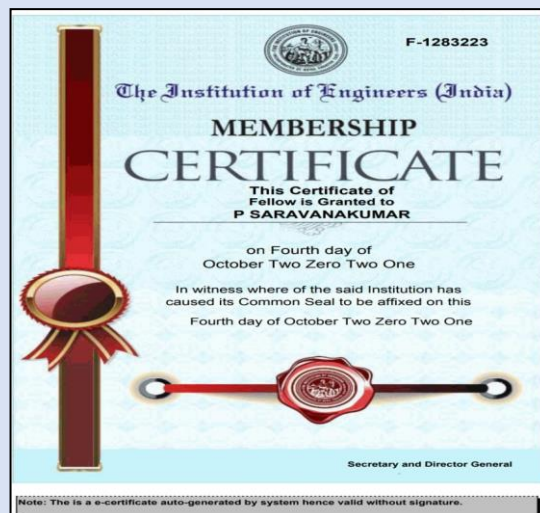 F-1283223
The Institution of Engineers (India)
MEMBERSHIP
CERTIFICATE
This Certificate of
Fellow is Granted to
P SARAVANAKUMAR
on Fourth day of
October Two Zero Two One
In witness where of the said Institution has
caused its Common Seal to be affixed on this
Fourth day of October Two Zero Two One
Secretary and Director General
Note: The is a e-certificate auto-generated by system hence valid without signature.